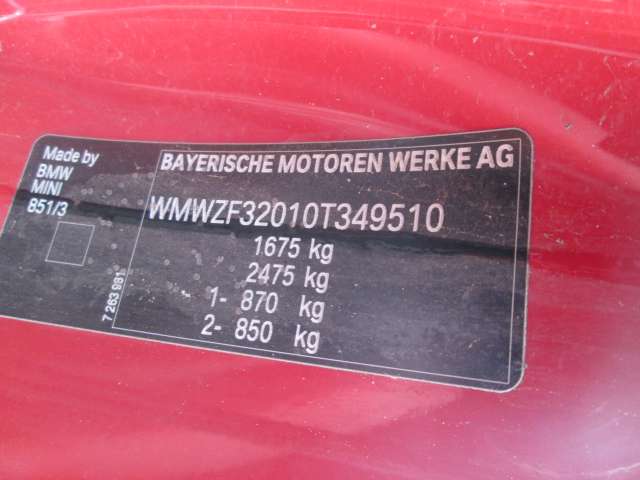 Made by
BMW
MINI
851/3
7 263 981
BAYERISCHE MOTOREN WERKE AG
WMWZF32010T349510
1675 kg
2475 kg
1- 870 kg
2- 850 kg